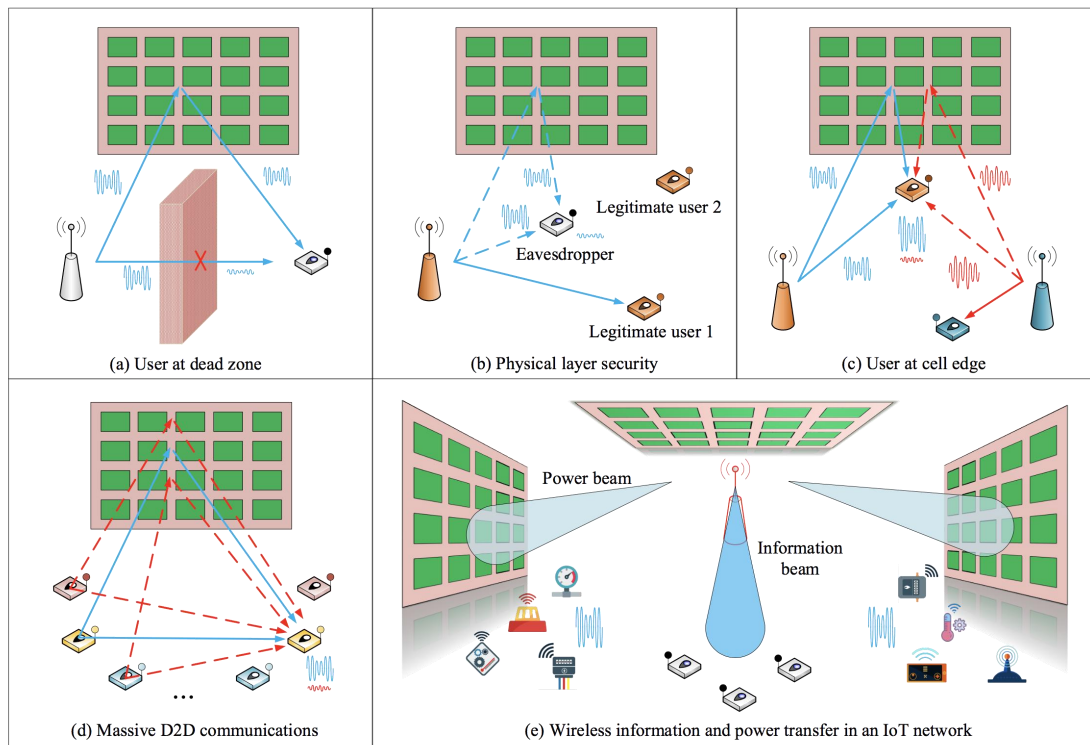 Legitimate user 2
Eavesdropper
Legitimate user 1
(a) User at dead zone
(b) Physical layer security
(c) User at cell edge
Power beam
Information
beam
...
(d) Massive D2D communications
(e) Wireless information and power transfer in an IoT network